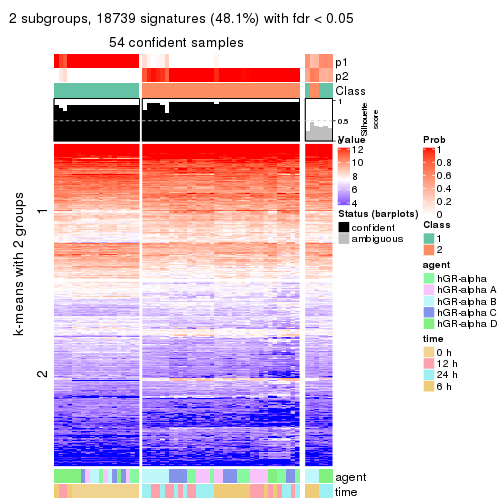 2 subgroups, 18739 signatures (48.1%) with fdr < 0.05
54 confident samples
p1
p2
Class
1
0.5
0
Silhouette
score
k-means with 2 groups
1
2
agent
time
Value
12
10
8
6
4
Status (barplots)
confident
ambiguous
Prob
1
0.8
0.6
0.4
0.2
0
Class
1
2
agent
hGR-alpha
hGR-alpha A
hGR-alpha B
hGR-alpha C
hGR-alpha D
time
0 h
12 h
24 h
6 h